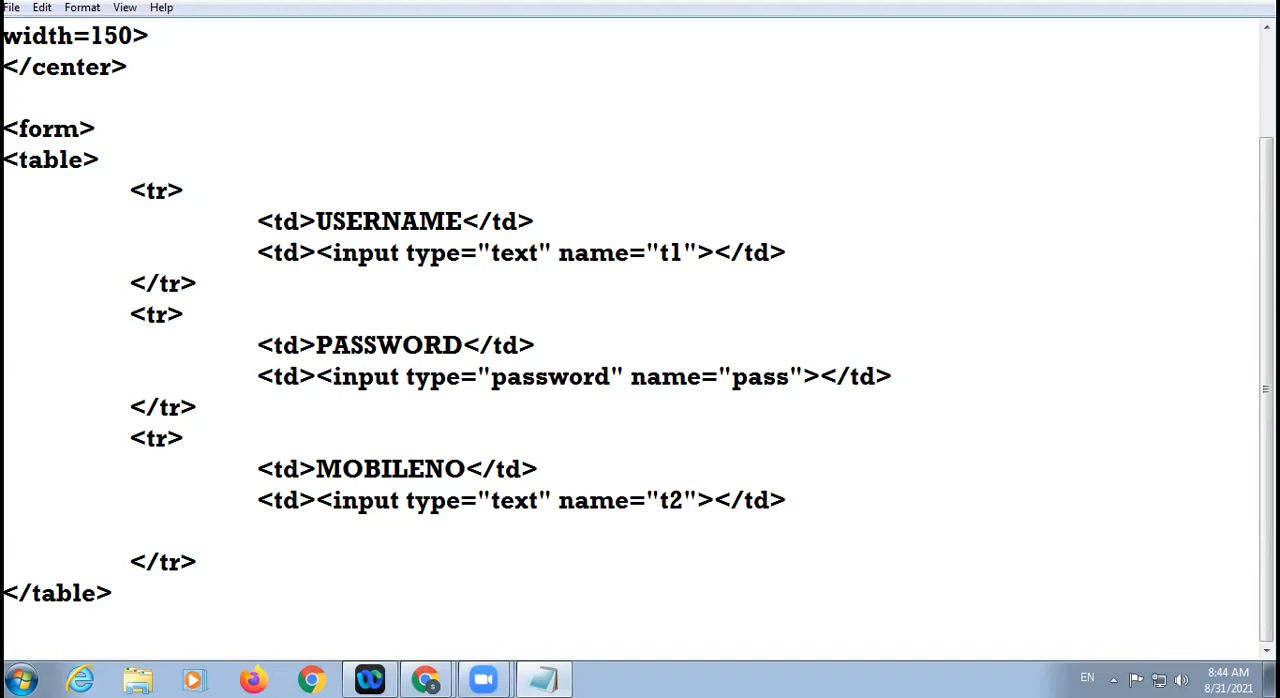 File Edit Format View Help
width=150>
</center>
<form>
<table>
<tr>
<td>USERNAME</td>
<td><input type="text" name="t1"></td>
</tr>
<tr>
<td>PASSWORD</td>
<td><input type="password" name="pass"></td>
</tr>
<tr>
<td>MOBILENO</td>
<td><input type="text" name="t2"></td>
</tr>
</table>
EN
8:44 AM
8/31/2021